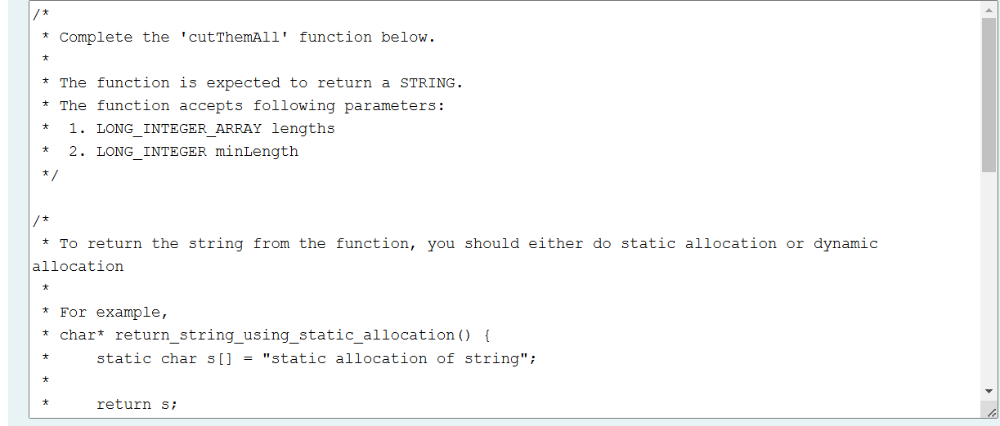 /*
 * Complete the 'cutThemAll' function below.
 *
 * The function is expected to return a STRING.
 * The function accepts following parameters:
 *  1. LONG_INTEGER_ARRAY lengths
 *  2. LONG_INTEGER minLength
 */

/*
 * To return the string from the function, you should either do static allocation or dynamic
allocation
 *
 * For example,
 * char* return_string_using_static_allocation() {
 *     static char s[] = "static allocation of string";
 *
 *     return s;